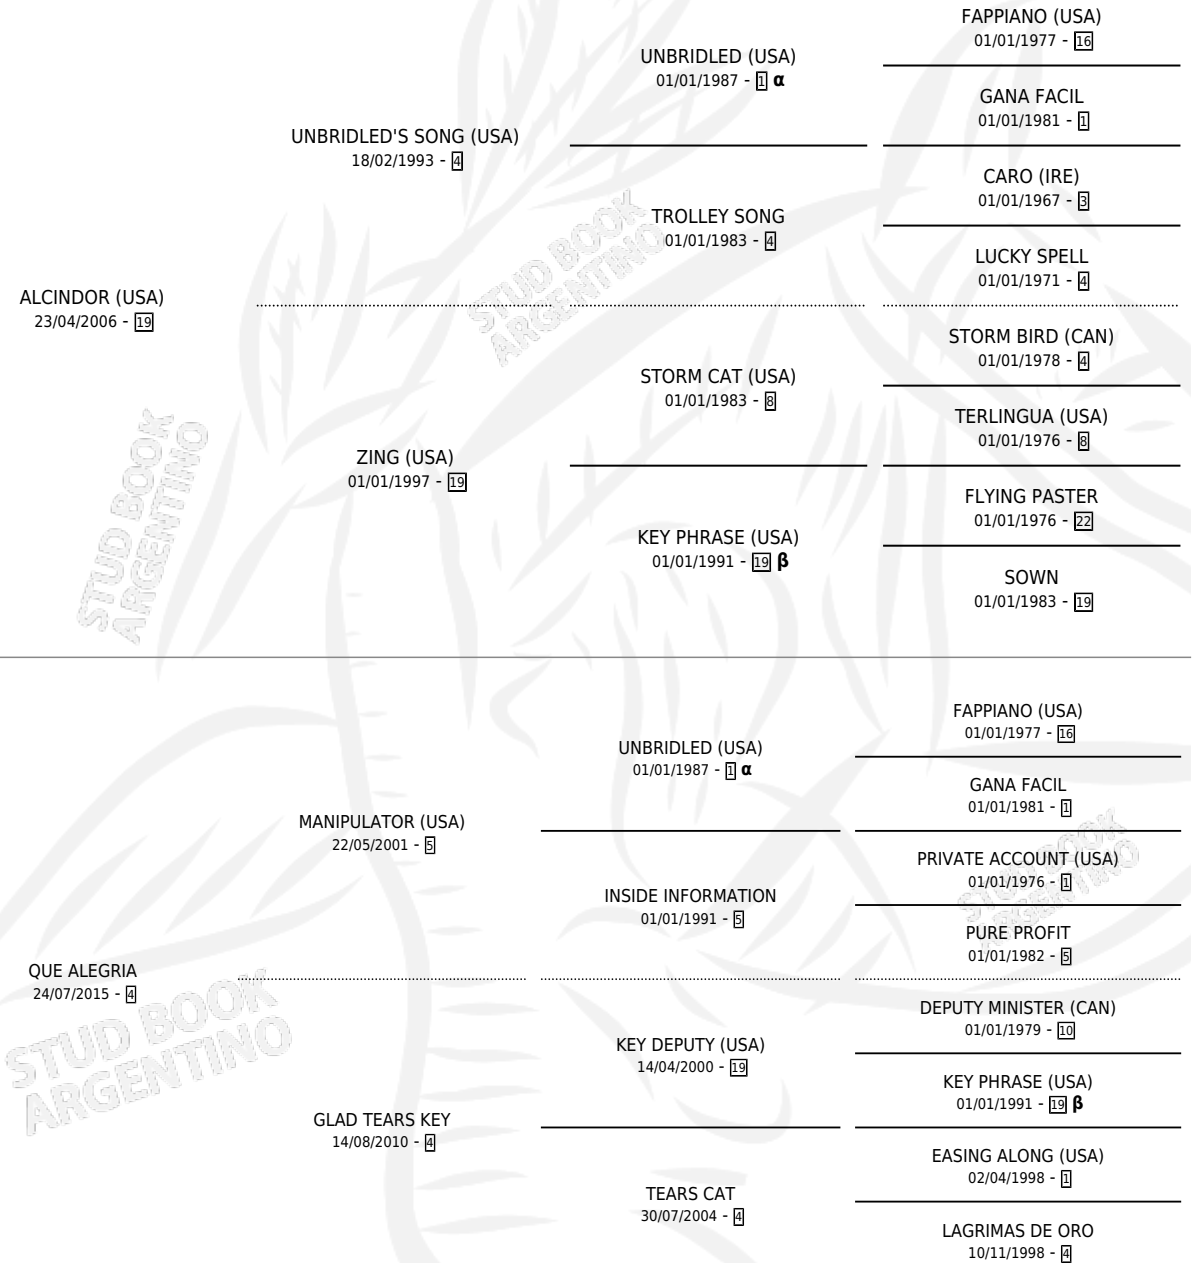 FAPPIANO (USA)
01/01/1977 - 16
UNBRIDLED (USA)
01/01/1987 - 1 α
GANA FACIL
01/01/1981 - 1
UNBRIDLED'S SONG (USA)
18/02/1993 - 4
CARO (IRE)
01/01/1967 - 3
TROLLEY SONG
01/01/1983 - 4
LUCKY SPELL
01/01/1971 - 4
ALCINDOR (USA)
23/04/2006 - 19
STORM BIRD (CAN)
01/01/1978 - 4
STORM CAT (USA)
01/01/1983 - 8
TERLINGUA (USA)
01/01/1976 - 8
ZING (USA)
01/01/1997 - 19
FLYING PASTER
01/01/1976 - 22
KEY PHRASE (USA)
01/01/1991 - 19 β
SOWN
01/01/1983 - 19
FAPPIANO (USA)
01/01/1977 - 16
UNBRIDLED (USA)
01/01/1987 - 1 α
GANA FACIL
01/01/1981 - 1
MANIPULATOR (USA)
22/05/2001 - 5
PRIVATE ACCOUNT (USA)
01/01/1976 - 1
INSIDE INFORMATION
01/01/1991 - 5
PURE PROFIT
01/01/1982 - 5
QUE ALEGRIA
24/07/2015 - 4
DEPUTY MINISTER (CAN)
01/01/1979 - 10
KEY DEPUTY (USA)
14/04/2000 - 19
KEY PHRASE (USA)
01/01/1991 - 19 β
GLAD TEARS KEY
14/08/2010 - 4
EASING ALONG (USA)
02/04/1998 - 1
TEARS CAT
30/07/2004 - 4
LAGRIMAS DE ORO
10/11/1998 - 4
STUD BOOK
ARGENTINO
STUD BOOK
ARGENTINO
STUD BOOK
ARGENTINO
STUD BOOK
ARGENTINO